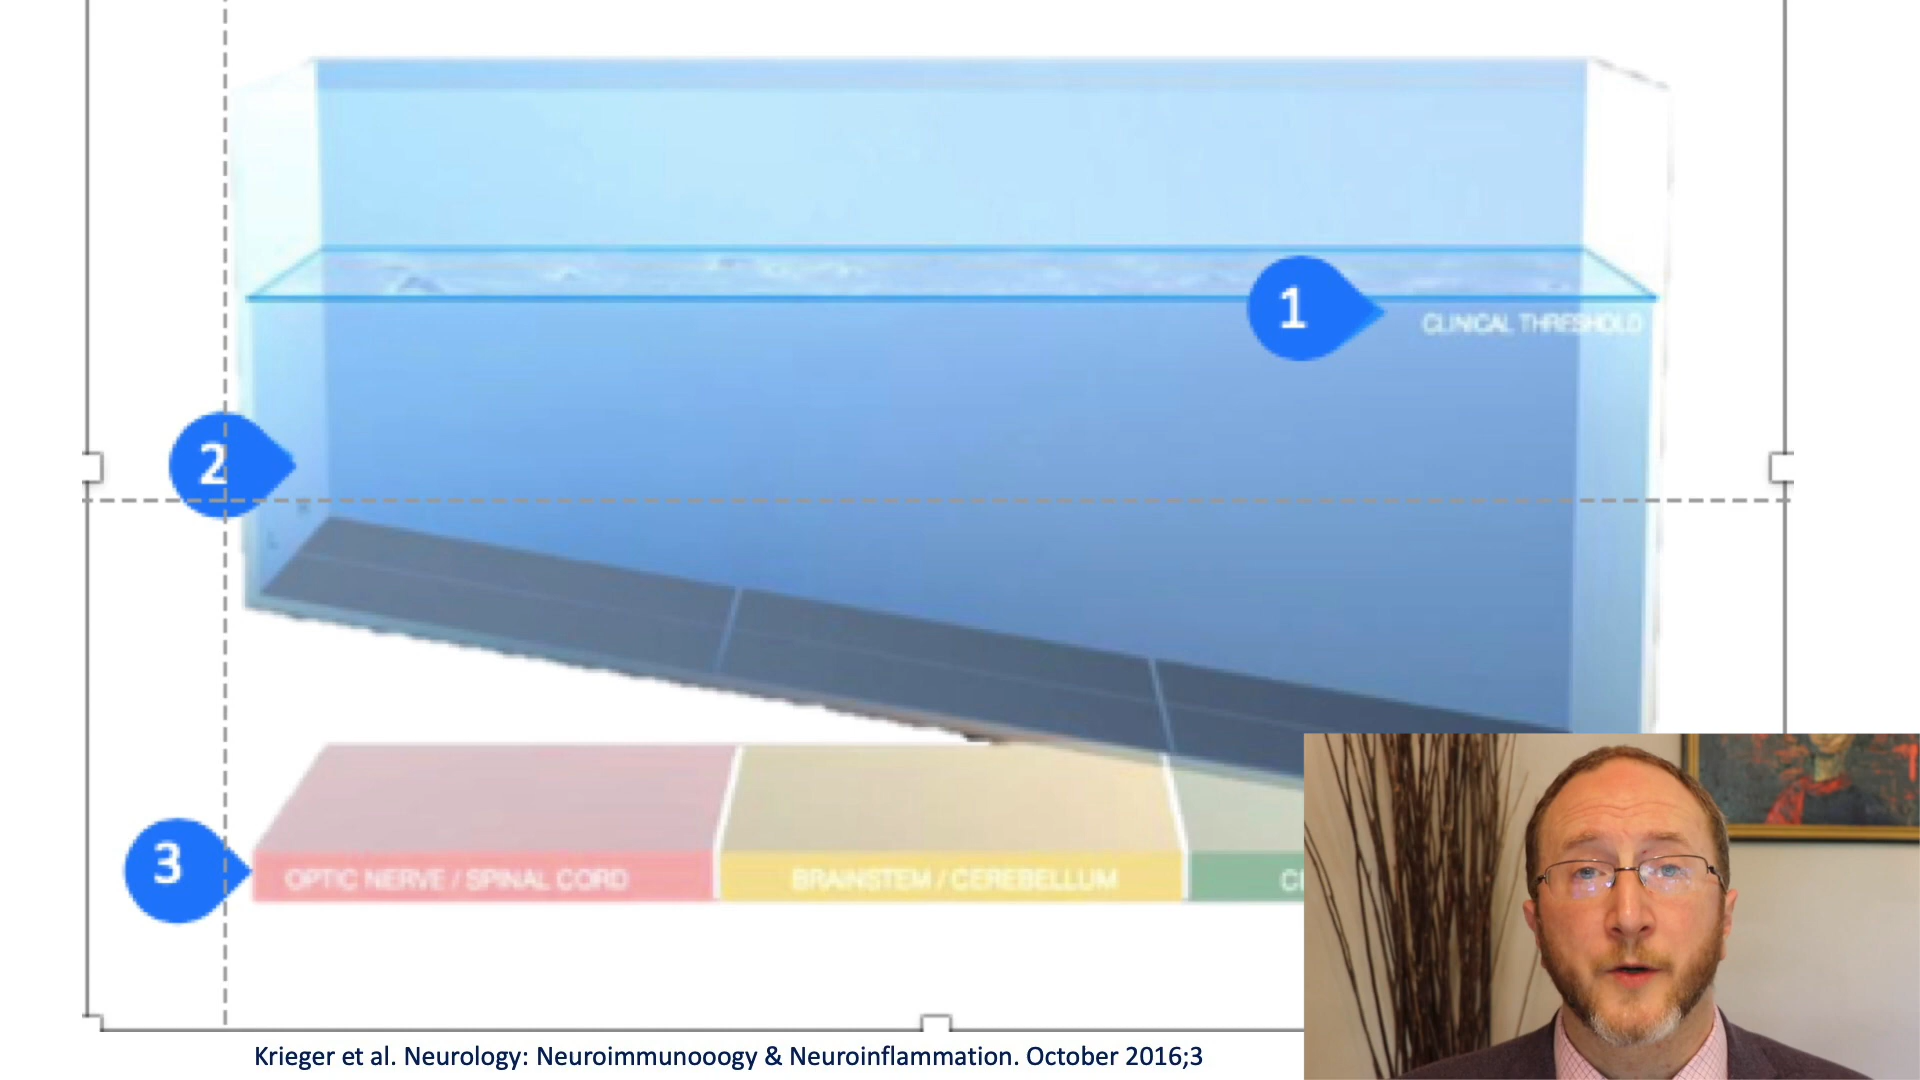 1
CLINICAL THRESHOLD
2
3
OPTIC NERVE / SPINAL CORD
BRAINSTEM / CEREBELLUM
Krieger et al. Neurology: Neuroimmunooogy & Neuroinflammation. October 2016;3